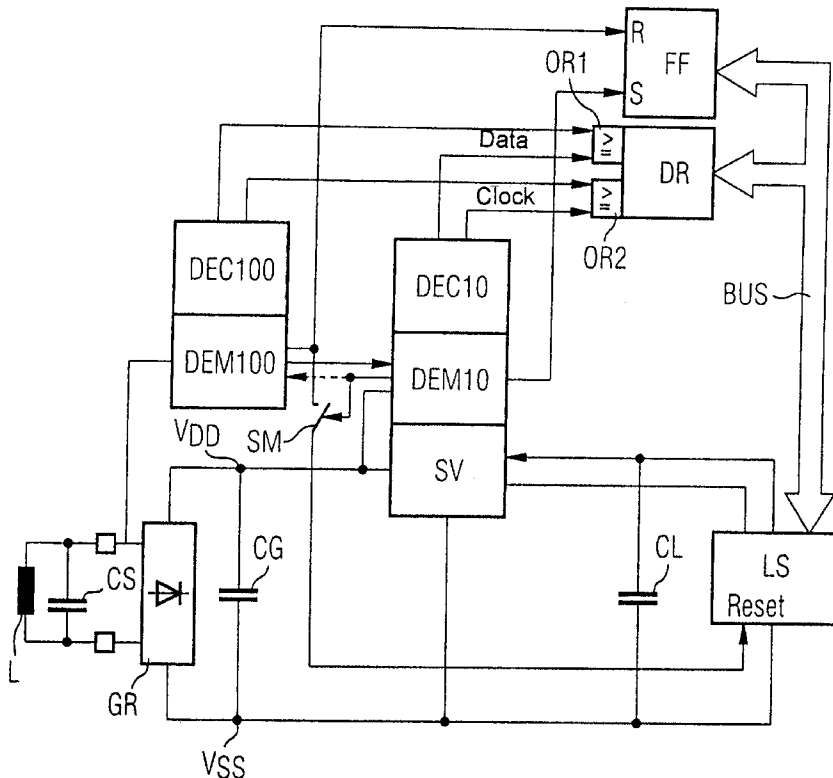 R
FF
S
OR1
Data
DR
Clock
OR2
DEC100
DEC10
BUS
DEM100
DEM10
SM
VDD
SV
CS
CG
CL
LS
Reset
L
GR
VSS
≥
≥